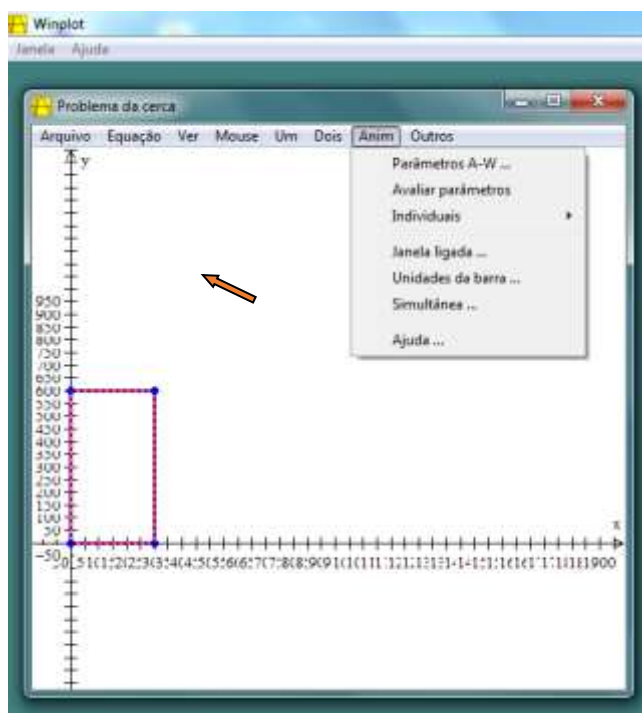 Winplot
Janela Ajuda
Problema da cerca
Arquivo Equação Ver Mouse Um Dois Anim Outros
Parâmetros A-W ...
Avaliar parâmetros
Individuais
Janela ligada ...
Unidades da barra ...
Simultânea ...
Ajuda ...
y
950
900
850
800
750
700
650
600
550
500
450
400
350
300
250
200
150
100
50
x
-50